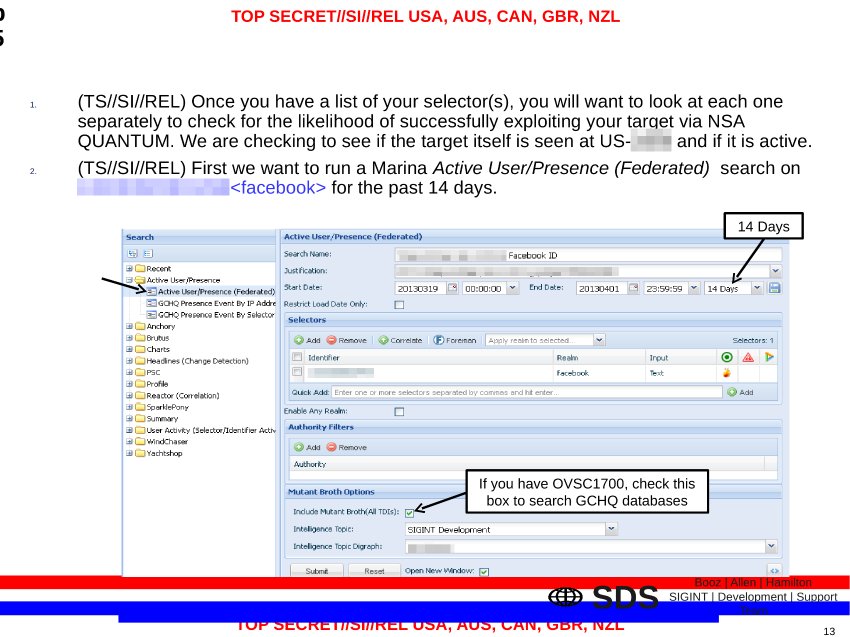 TOP SECRET//SI//REL USA, AUS, CAN, GBR, NZL
1. (TS//SI//REL) Once you have a list of your selector(s), you will want to look at each one
separately to check for the likelihood of successfully exploiting your target via NSA
QUANTUM. We are checking to see if the target itself is seen at US- and if it is active.
2. (TS//SI//REL) First we want to run a Marina Active User/Presence (Federated) search on
<facebook> for the past 14 days.
14 Days
Search
Recent
Active User/Presence
Active User/Presence (Federated)
GCHQ Presence Event By IP Addre
GCHQ Presence Event By Selector
Anchory
Brutus
Charts
Headlines (Change Detection)
PSC
Profile
Reactor (Correlation)
SparklePony
Summary
User Activity (Selector/Identifier Activ
WindChaser
Yachtshop
Active User/Presence (Federated)
Search Name: Facebook ID
Justification:
Start Date: 20130319 00:00:00 End Date: 20130401 23:59:59 14 Days
Restrict Load Date Only:
Selectors
Add Remove Correlate Foreman Apply realm to selected... Selectors: 1
Identifier Realm Input
Facebook Text
Quick Add: Enter one or more selectors separated by commas and hit enter... Add
Enable Any Realm:
Authority Filters
Add Remove
Authority
If you have OVSC1700, check this
box to search GCHQ databases
Mutant Broth Options
Include Mutant Broth(All TDIs):
Intelligence Topic: SIGINT Development
Intelligence Topic Digraph:
Submit Reset Open New Window:
SDS
Booz | Allen | Hamilton
SIGINT | Development | Support
TOP SECRET//SI//REL USA, AUS, CAN, GBR, NZL
13